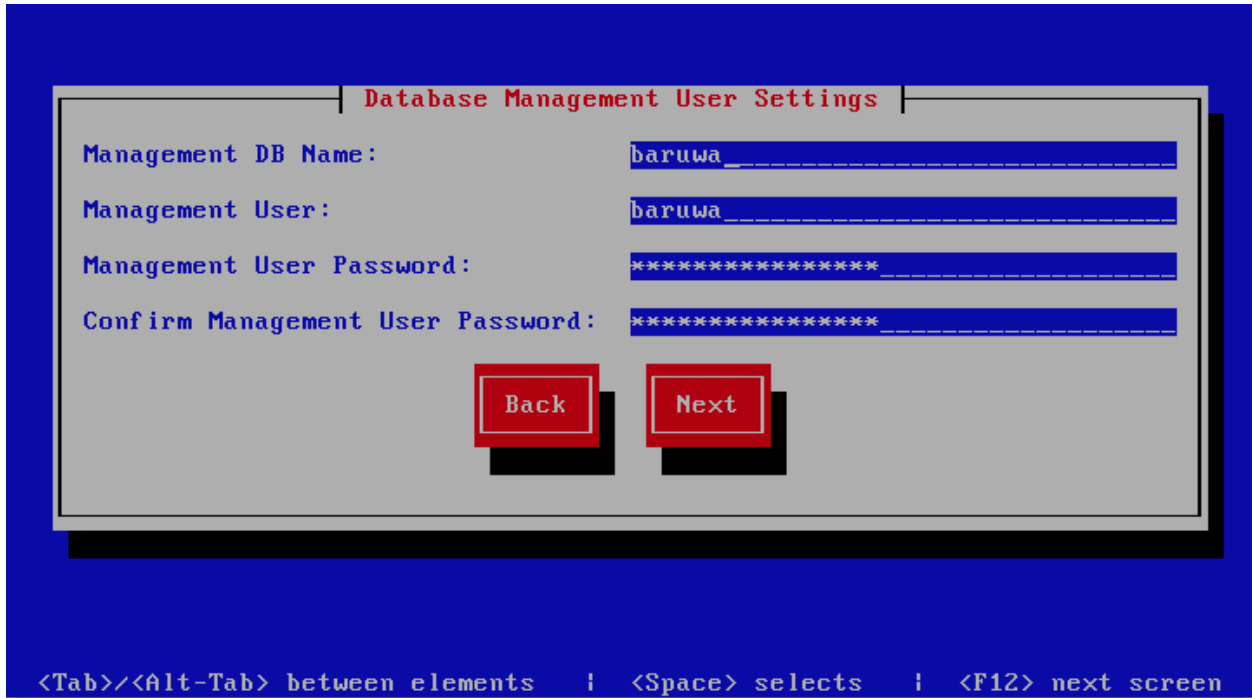 Database Management User Settings
Management DB Name: baruwa_
Management User: baruwa
Management User Password: ****************
Confirm Management User Password: ****************
Back Next
<Tab>/<Alt-Tab> between elements | <Space> selects | <F12> next screen